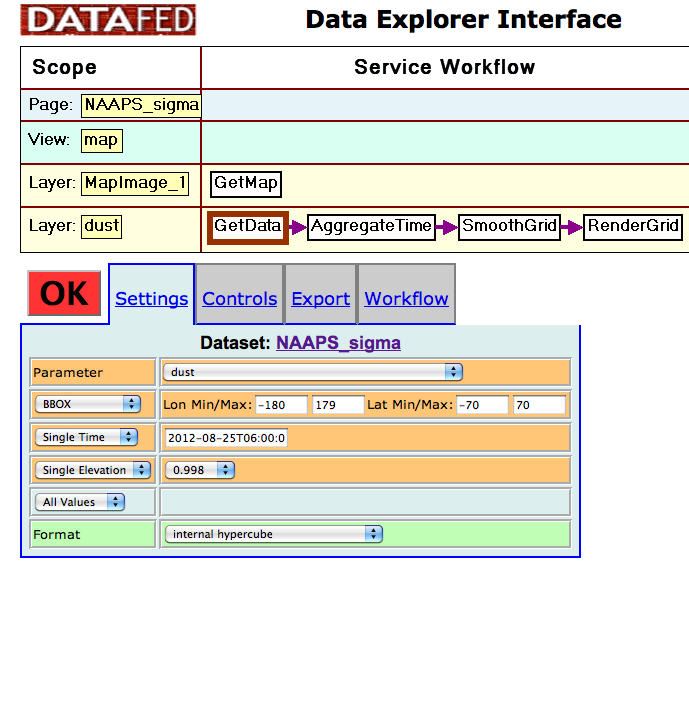 DATAFED Data Explorer Interface
Scope Service Workflow
Page: NAAPS_sigma
View: map
Layer: MapImage_1 GetMap
Layer: dust GetData AggregateTime SmoothGrid RenderGrid
OK Settings Controls Export Workflow
Dataset: NAAPS_sigma
Parameter dust
BBOX Lon Min/Max: -180 179 Lat Min/Max: -70 70
Single Time 2012-08-25T06:00:0
Single Elevation 0.998
All Values
Format internal hypercube